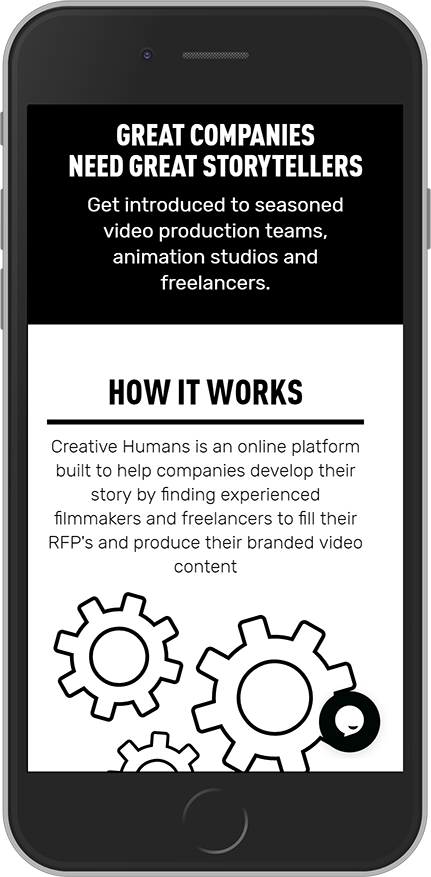 GREAT COMPANIES
NEED GREAT STORYTELLERS
Get introduced to seasoned
video production teams,
animation studios and
freelancers.
HOW IT WORKS
Creative Humans is an online platform
built to help companies develop their
story by finding experienced
filmmakers and freelancers to fill their
RFP's and produce their branded video
content